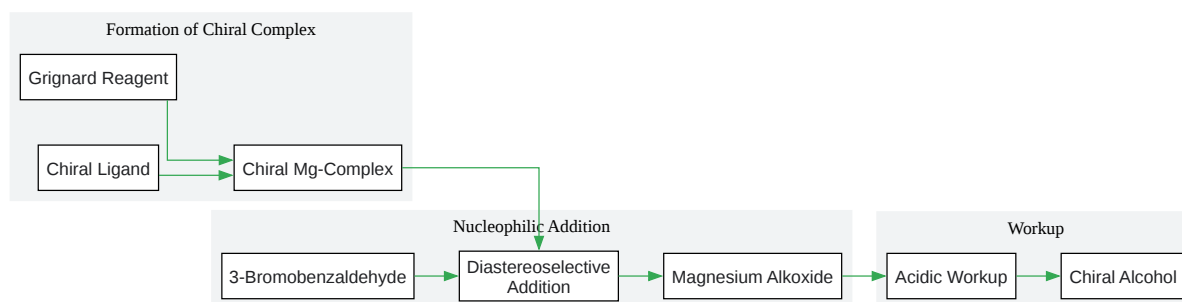 Formation of Chiral Complex
Grignard Reagent
Chiral Ligand
Chiral Mg-Complex
Nucleophilic Addition
3-Bromobenzaldehyde
Diastereoselective
Addition
Magnesium Alkoxide
Workup
Acidic Workup
Chiral Alcohol